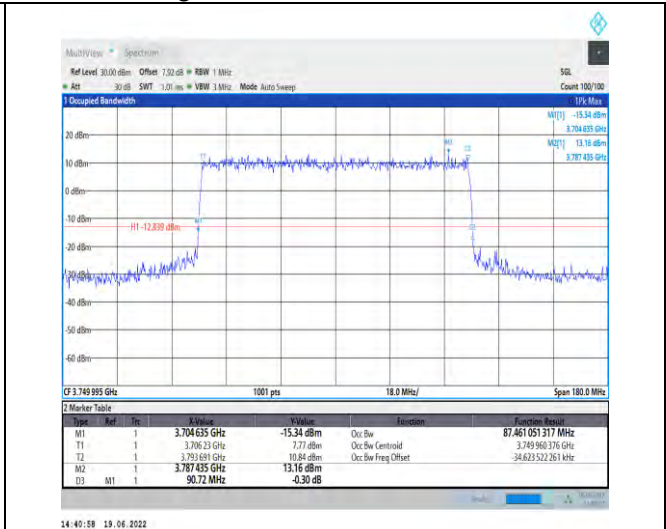 MultiView Spectrum
Ref Level 30.00 dBm Offset 7.92 dB RBW 1 MHz SGL
Att 30 dB SWT 1.01 ms VBW 3 MHz Mode Auto Sweep Count 100/100
1 Occupied Bandwidth 1Pk Max
M1[1] -15.34 dBm
3.704 635 GHz
M2[1] 13.16 dBm
3.787 435 GHz
20 dBm
M2
T2
T1
10 dBm
0 dBm
-10 dBm
M1
H1 -12.839 dBm
D3
-20 dBm
-30 dBm
-40 dBm
-50 dBm
-60 dBm
CF 3.749 995 GHz 1001 pts 18.0 MHz/ Span 180.0 MHz
2 Marker Table
Type Ref Trc X-Value Y-Value Function Function Result
M1 1 3.704 635 GHz -15.34 dBm Occ Bw 87.461 051 317 MHz
T1 1 3.706 23 GHz 7.77 dBm Occ Bw Centroid 3.749 960 376 GHz
T2 1 3.793 691 GHz 10.84 dBm Occ Bw Freq Offset -34.623 522 261 kHz
M2 1 3.787 435 GHz 13.16 dBm
D3 M1 1 90.72 MHz -0.30 dB
14:40:58 19.06.2022